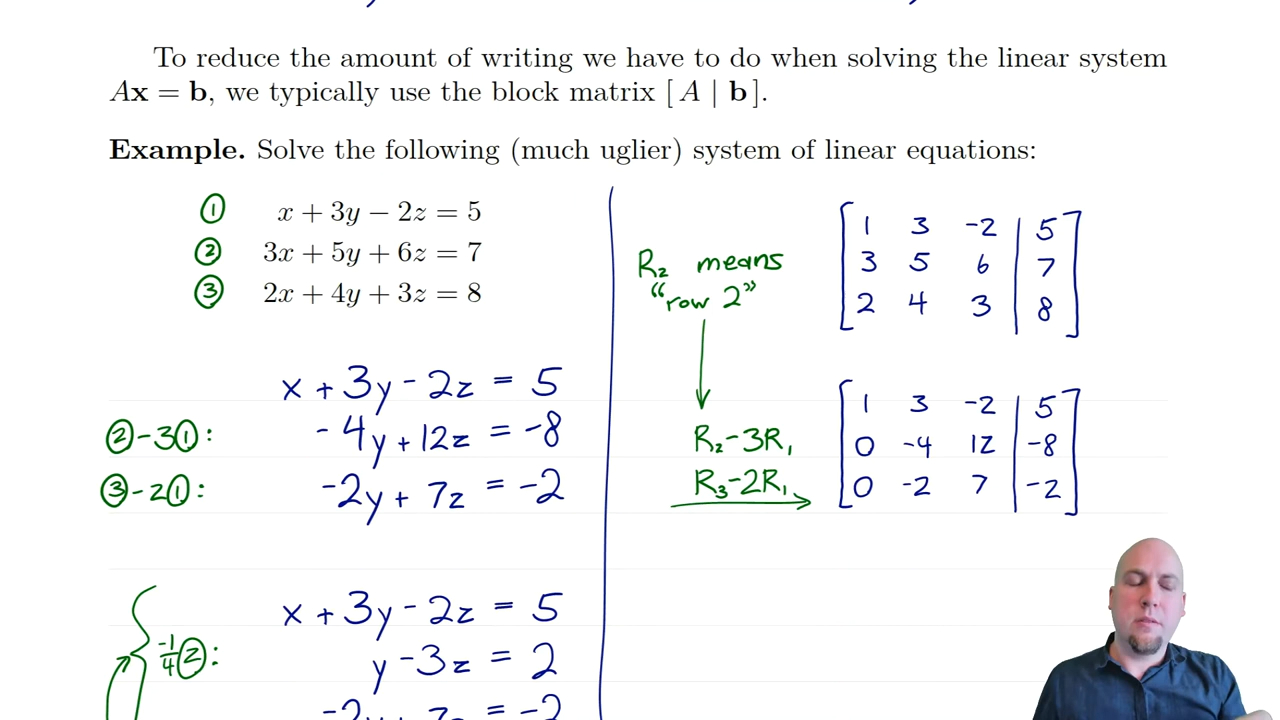 To reduce the amount of writing we have to do when solving the linear system
Ax = b, we typically use the block matrix [ A | b ].
Example. Solve the following (much uglier) system of linear equations:
① x + 3y − 2z = 5
② 3x + 5y + 6z = 7
③ 2x + 4y + 3z = 8
x + 3y - 2z = 5
②-3①: -4y + 12z = -8
③-2①: -2y + 7z = -2
x + 3y - 2z = 5
-1/4②: y - 3z = 2
-2y + 7z = -2
R₂ means
“row 2”
1 3 -2 | 5
3 5 6 | 7
2 4 3 | 8
R₂-3R₁
R₃-2R₁
1 3 -2 | 5
0 -4 12 | -8
0 -2 7 | -2